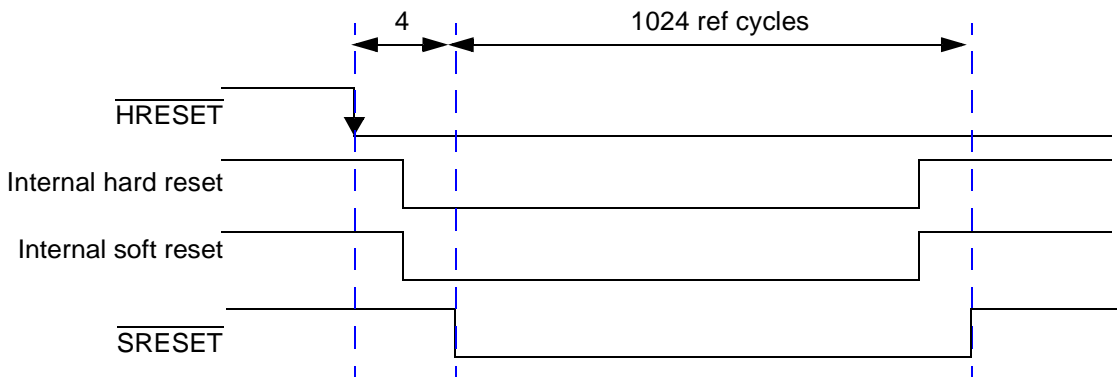 4
1024 ref cycles
HRESET
Internal hard reset
Internal soft reset
SRESET